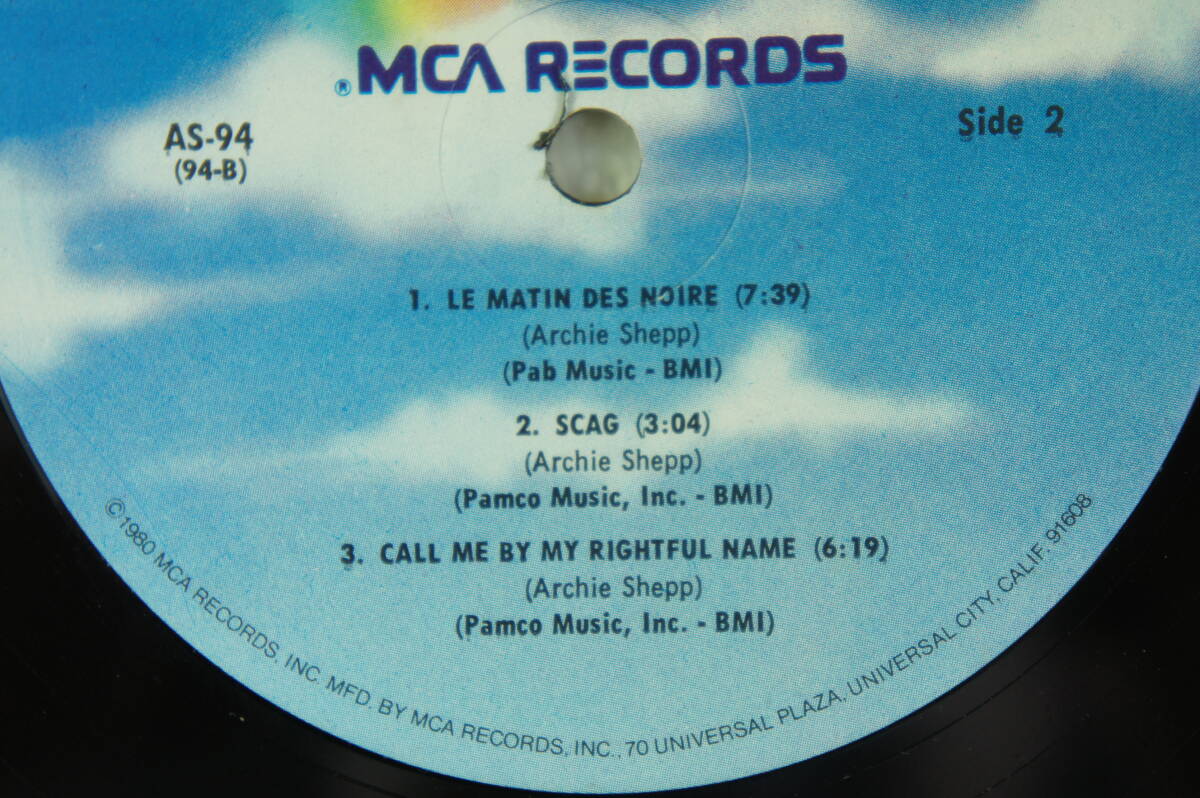 ® MCA RECORDS
AS-94
(94-B)
Side 2
1. LE MATIN DES NOIRE (7:39)
(Archie Shepp)
(Pab Music - BMI)
2. SCAG (3:04)
(Archie Shepp)
(Pamco Music, Inc. - BMI)
3. CALL ME BY MY RIGHTFUL NAME (6:19)
(Archie Shepp)
(Pamco Music, Inc. - BMI)
©1980 MCA RECORDS, INC. MFD. BY MCA RECORDS, INC., 70 UNIVERSAL PLAZA, UNIVERSAL CITY, CALIF. 91608